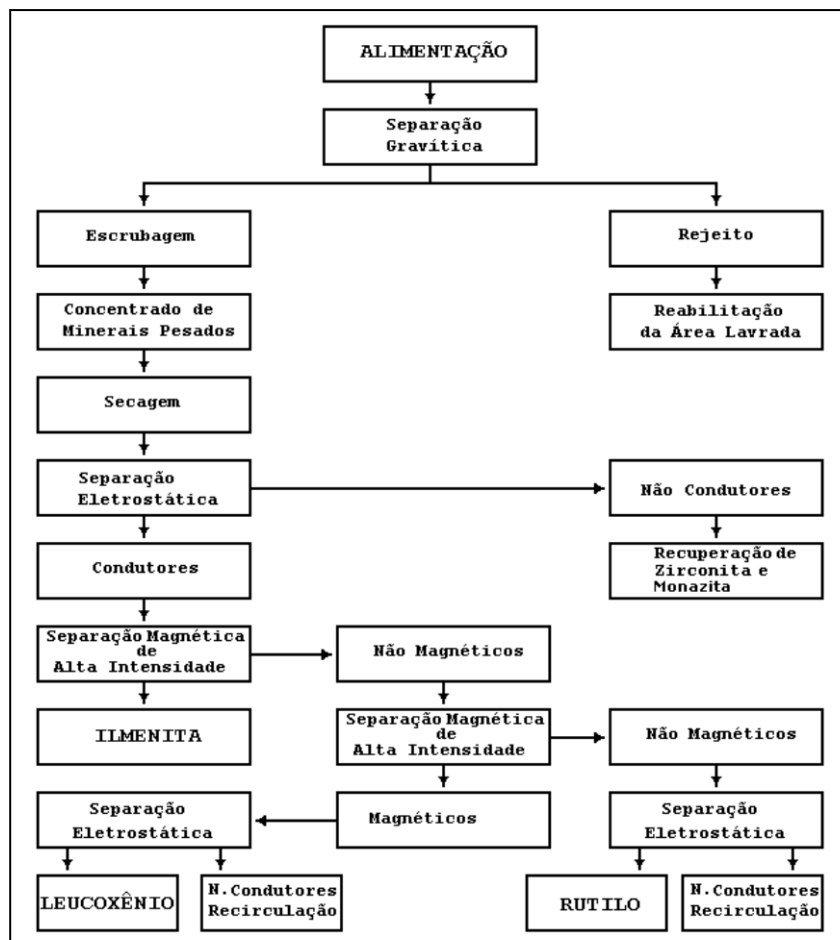 ALIMENTAÇÃO
Separação
Gravítica
Escrubagem
Rejeito
Concentrado de
Minerais Pesados
Reabilitação
da Área Lavrada
Secagem
Separação
Eletrostática
Não Condutores
Condutores
Recuperação de
Zirconita e
Monazita
Separação Magnética
de
Alta Intensidade
Não Magnéticos
ILMENITA
Separação Magnética
de
Alta Intensidade
Não Magnéticos
Separação
Eletrostática
Magnéticos
Separação
Eletrostática
LEUCOXÊNIO
N.Condutores
Recirculação
RUTILO
N.Condutores
Recirculação